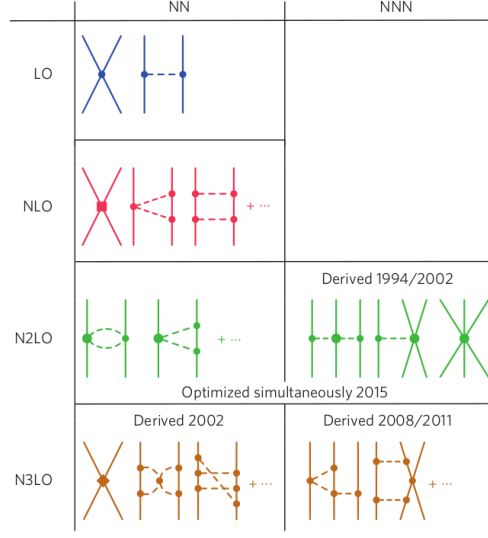 NN NNN
LO
NLO
+ ...
Derived 1994/2002
N2LO
+ ...
Optimized simultaneously 2015
Derived 2002 Derived 2008/2011
N3LO
+ ... + ...